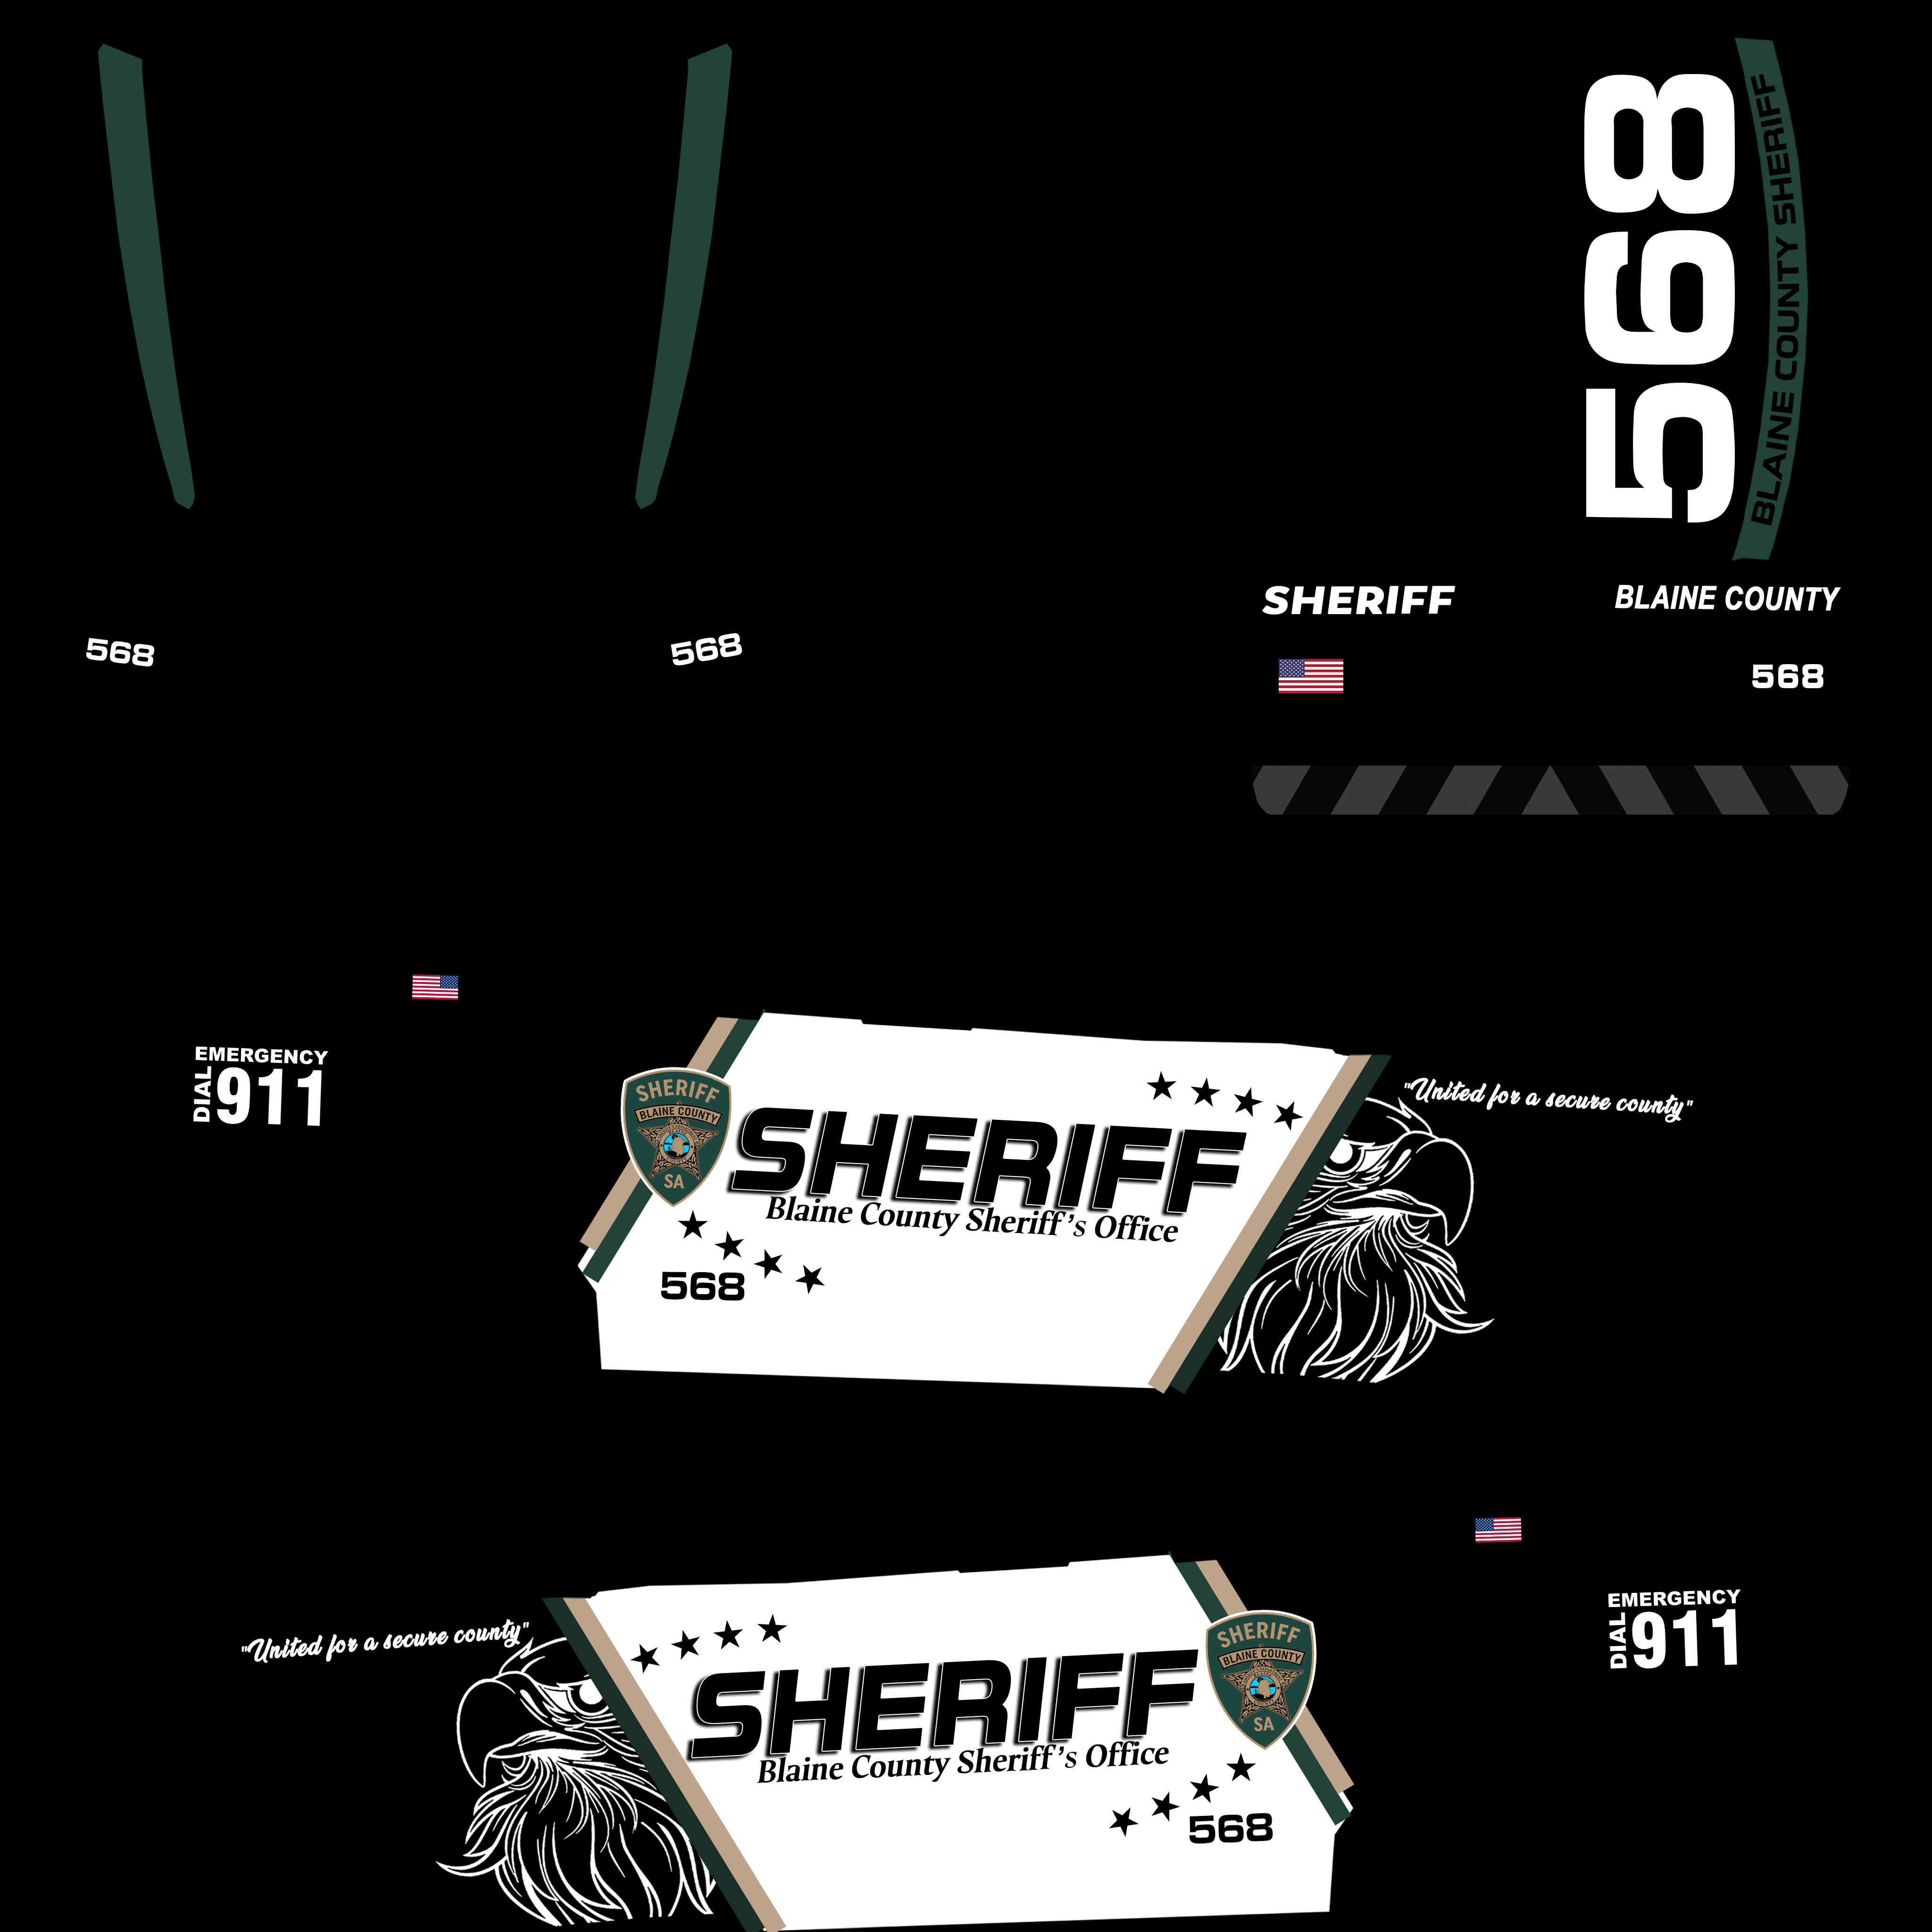 568
BLAINE COUNTY SHERIFF
SHERIFF
BLAINE COUNTY
568
568
568
EMERGENCY
DIAL
911
SHERIFF
BLAINE COUNTY
SA
SHERIFF
Blaine County Sheriff's Office
568
"United for a secure county"
"United for a secure county"
SHERIFF
Blaine County Sheriff's Office
568
SHERIFF
BLAINE COUNTY
SA
EMERGENCY
DIAL
911